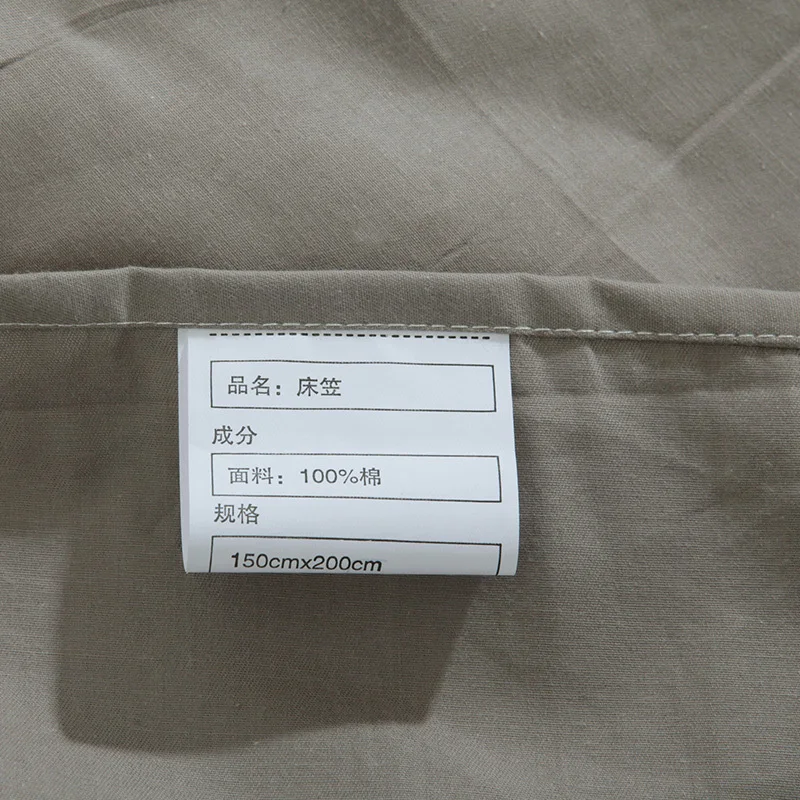 品名：床笠
成分
面料：100%棉
规格
150cmx200cm